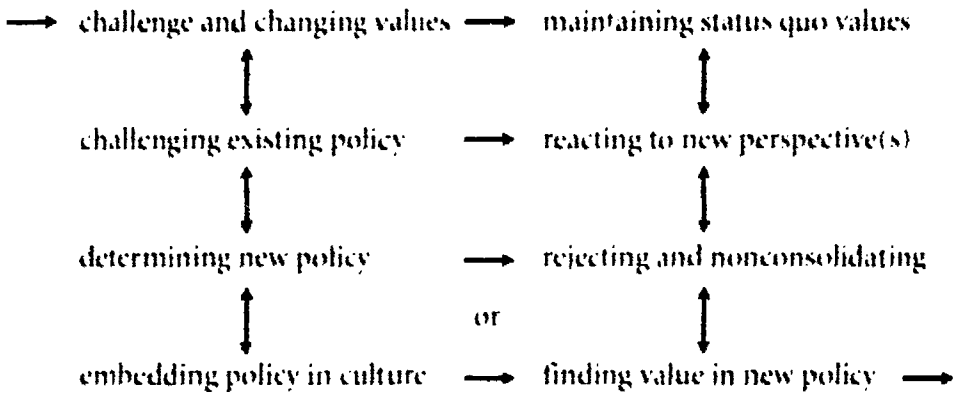 challenge and changing values maintaining status quo values
challenging existing policy reacting to new perspective(s)
determining new policy rejecting and nonconsolidating
or
embedding policy in culture finding value in new policy